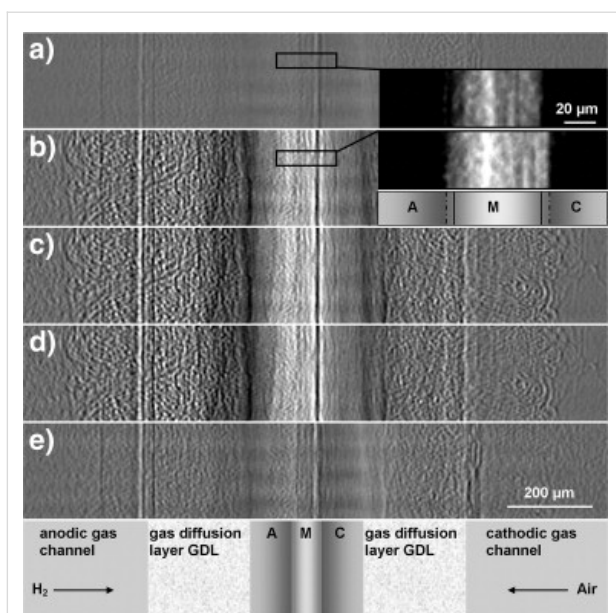 a)
20 µm
b)
A M C
c)
d)
e)
200 µm
anodic gas channel
gas diffusion layer GDL
A M C
gas diffusion layer GDL
cathodic gas channel
H₂
Air